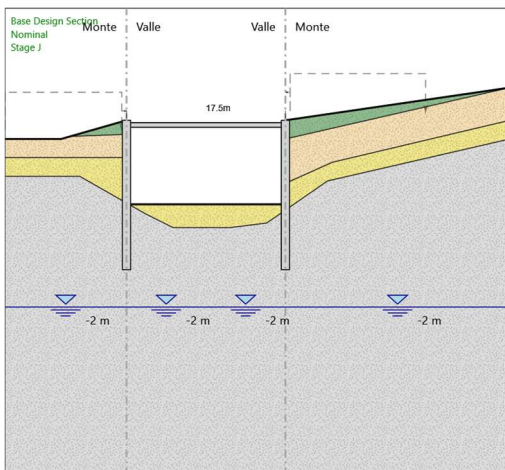 Base Design Section
Nominal
Stage J
Monte
Valle
Valle
Monte
17.5m
-2 m
-2 m
-2 m
-2 m